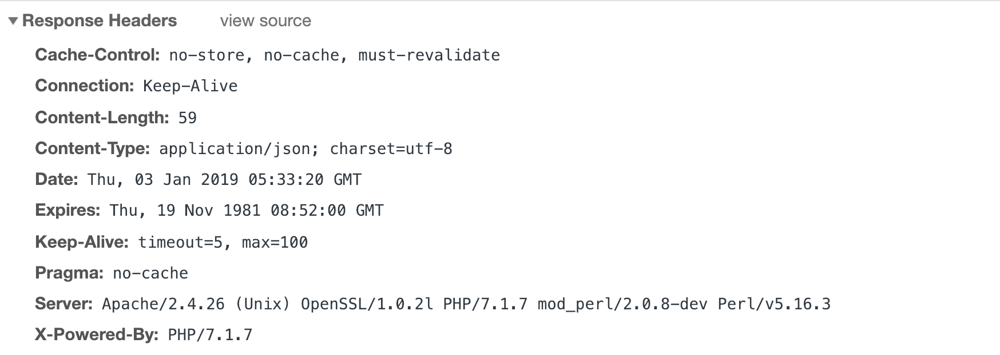 Response Headers view source
Cache-Control: no-store, no-cache, must-revalidate
Connection: Keep-Alive
Content-Length: 59
Content-Type: application/json; charset=utf-8
Date: Thu, 03 Jan 2019 05:33:20 GMT
Expires: Thu, 19 Nov 1981 08:52:00 GMT
Keep-Alive: timeout=5, max=100
Pragma: no-cache
Server: Apache/2.4.26 (Unix) OpenSSL/1.0.2l PHP/7.1.7 mod_perl/2.0.8-dev Perl/v5.16.3
X-Powered-By: PHP/7.1.7